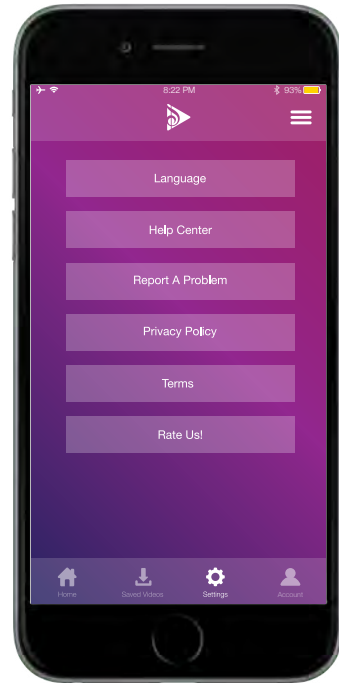 8:22 PM 93%
Language
Help Center
Report A Problem
Privacy Policy
Terms
Rate Us!
Home Saved Videos Settings Account